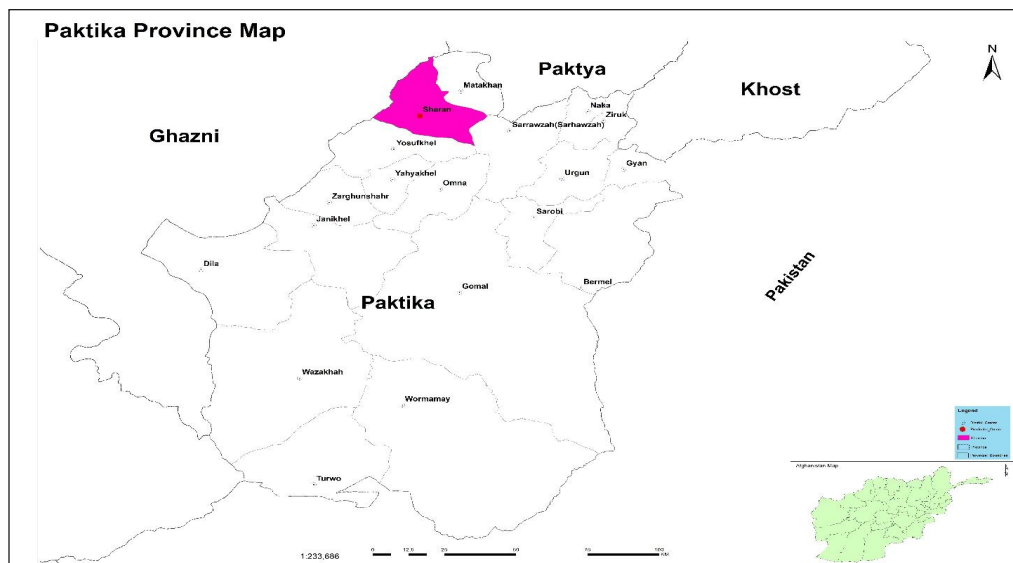 Paktika Province Map
N
Paktya
Khost
Matakhan
Naka
Ziruk
Sharan
Sarrawzah(Sarhawzah)
Ghazni
Yosufkhel
Gyan
Urgun
Yahyakhel
Omna
Zarghunshahr
Sarobi
Janikhel
Dila
Pakistan
Bermel
Gomal
Paktika
Wazakhah
Wormamay
Legend
Afghanistan Map
Turwo
1:233,686
0 12.5 25 50 75 100
KM